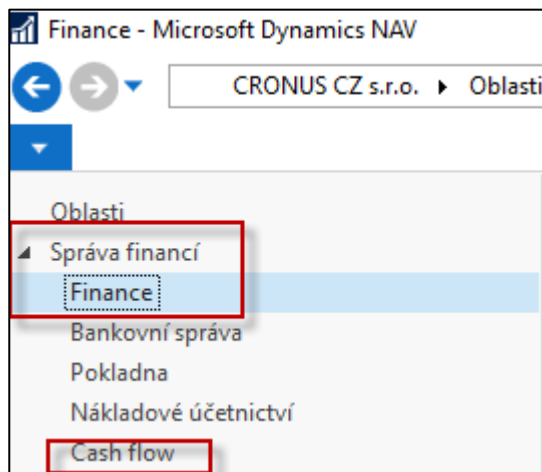 Finance - Microsoft Dynamics NAV
CRONUS CZ s.r.o. ▸ Oblasti
Oblasti
Správa financí
Finance
Bankovní správa
Pokladna
Nákladové účetnictví
Cash flow